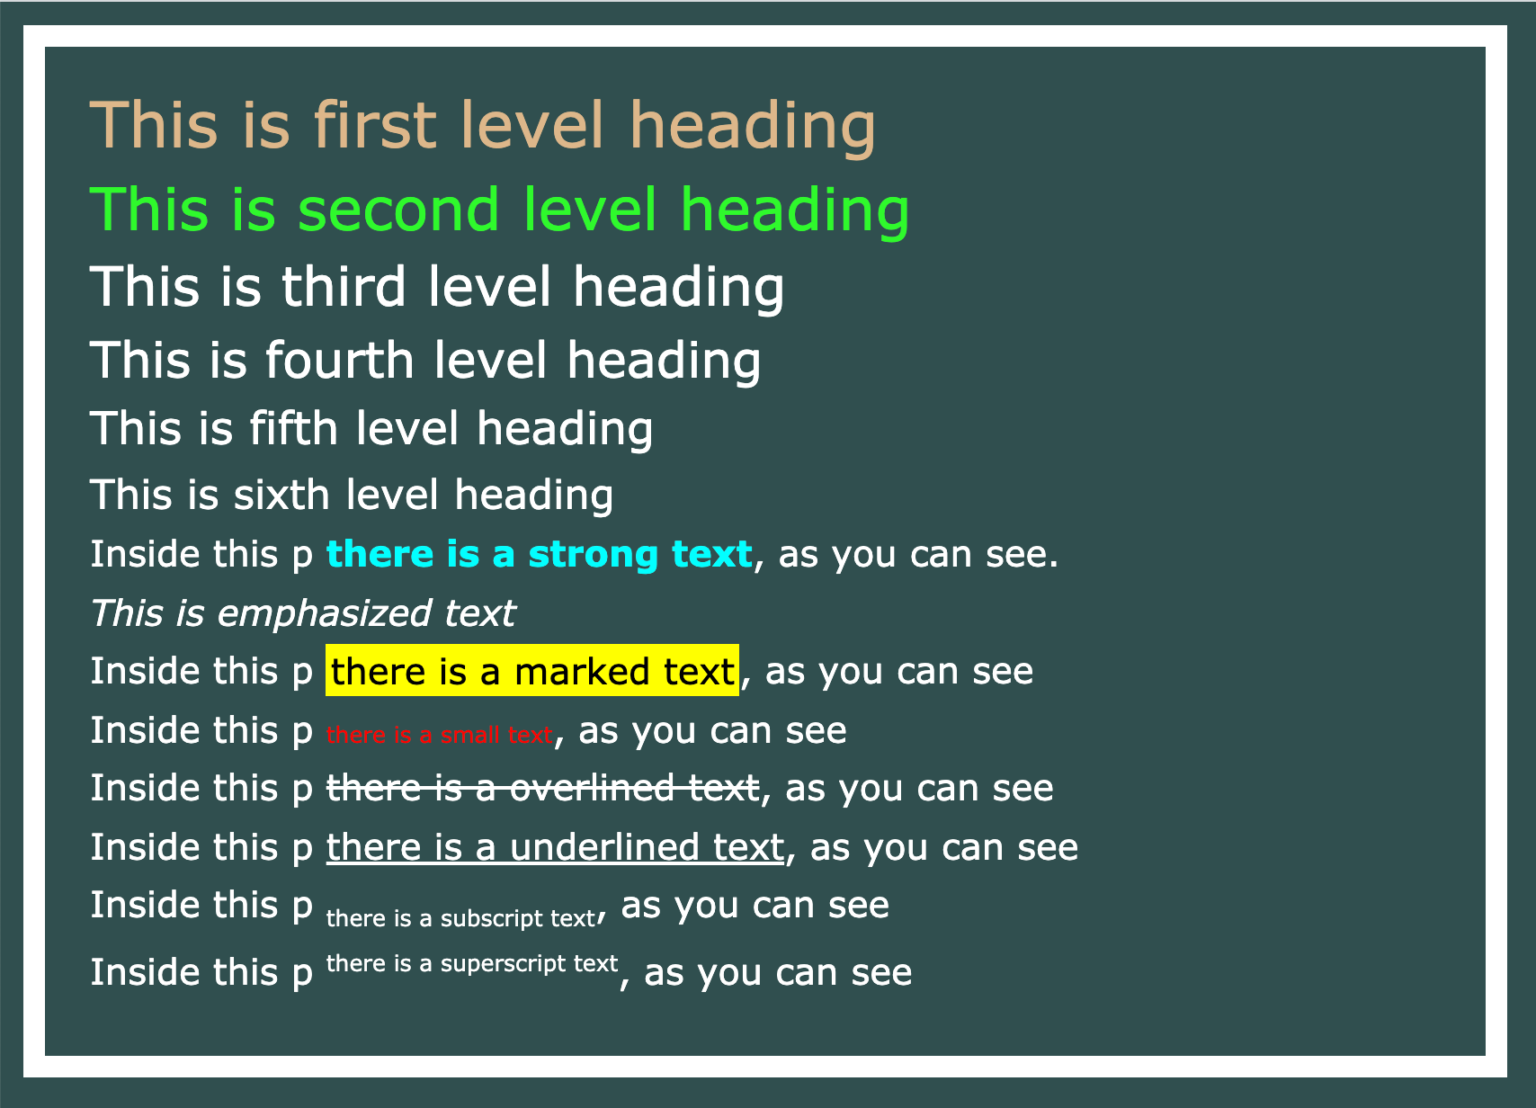 This is first level heading
This is second level heading
This is third level heading
This is fourth level heading
This is fifth level heading
This is sixth level heading
Inside this p there is a strong text, as you can see.
This is emphasized text
Inside this p there is a marked text, as you can see
Inside this p there is a small text, as you can see
Inside this p there is a overlined text, as you can see
Inside this p there is a underlined text, as you can see
Inside this p there is a subscript text, as you can see
Inside this p there is a superscript text, as you can see